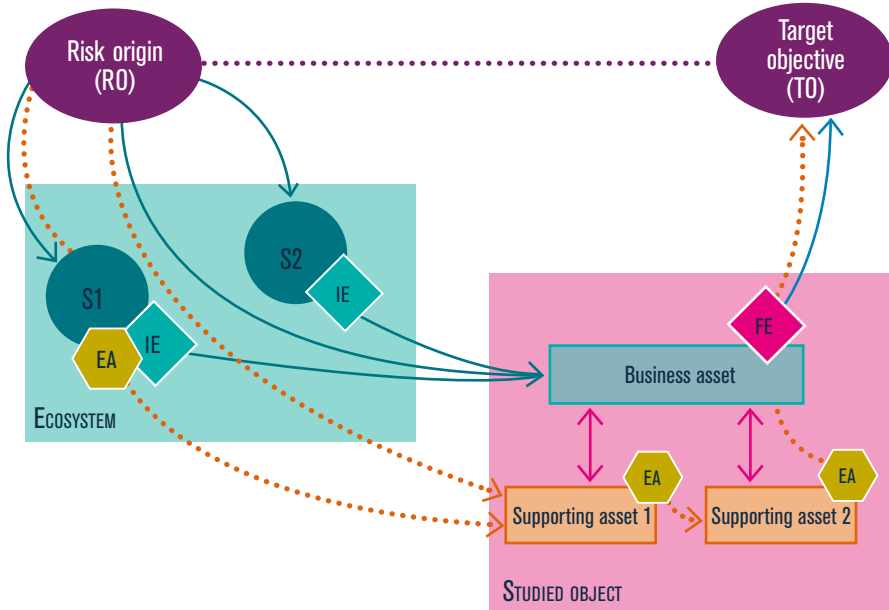 Risk origin
(RO)
Target
objective
(TO)
S2
IE
S1
IE
EA
FE
Business asset
ECOSYSTEM
EA
EA
Supporting asset 1
Supporting asset 2
STUDIED OBJECT